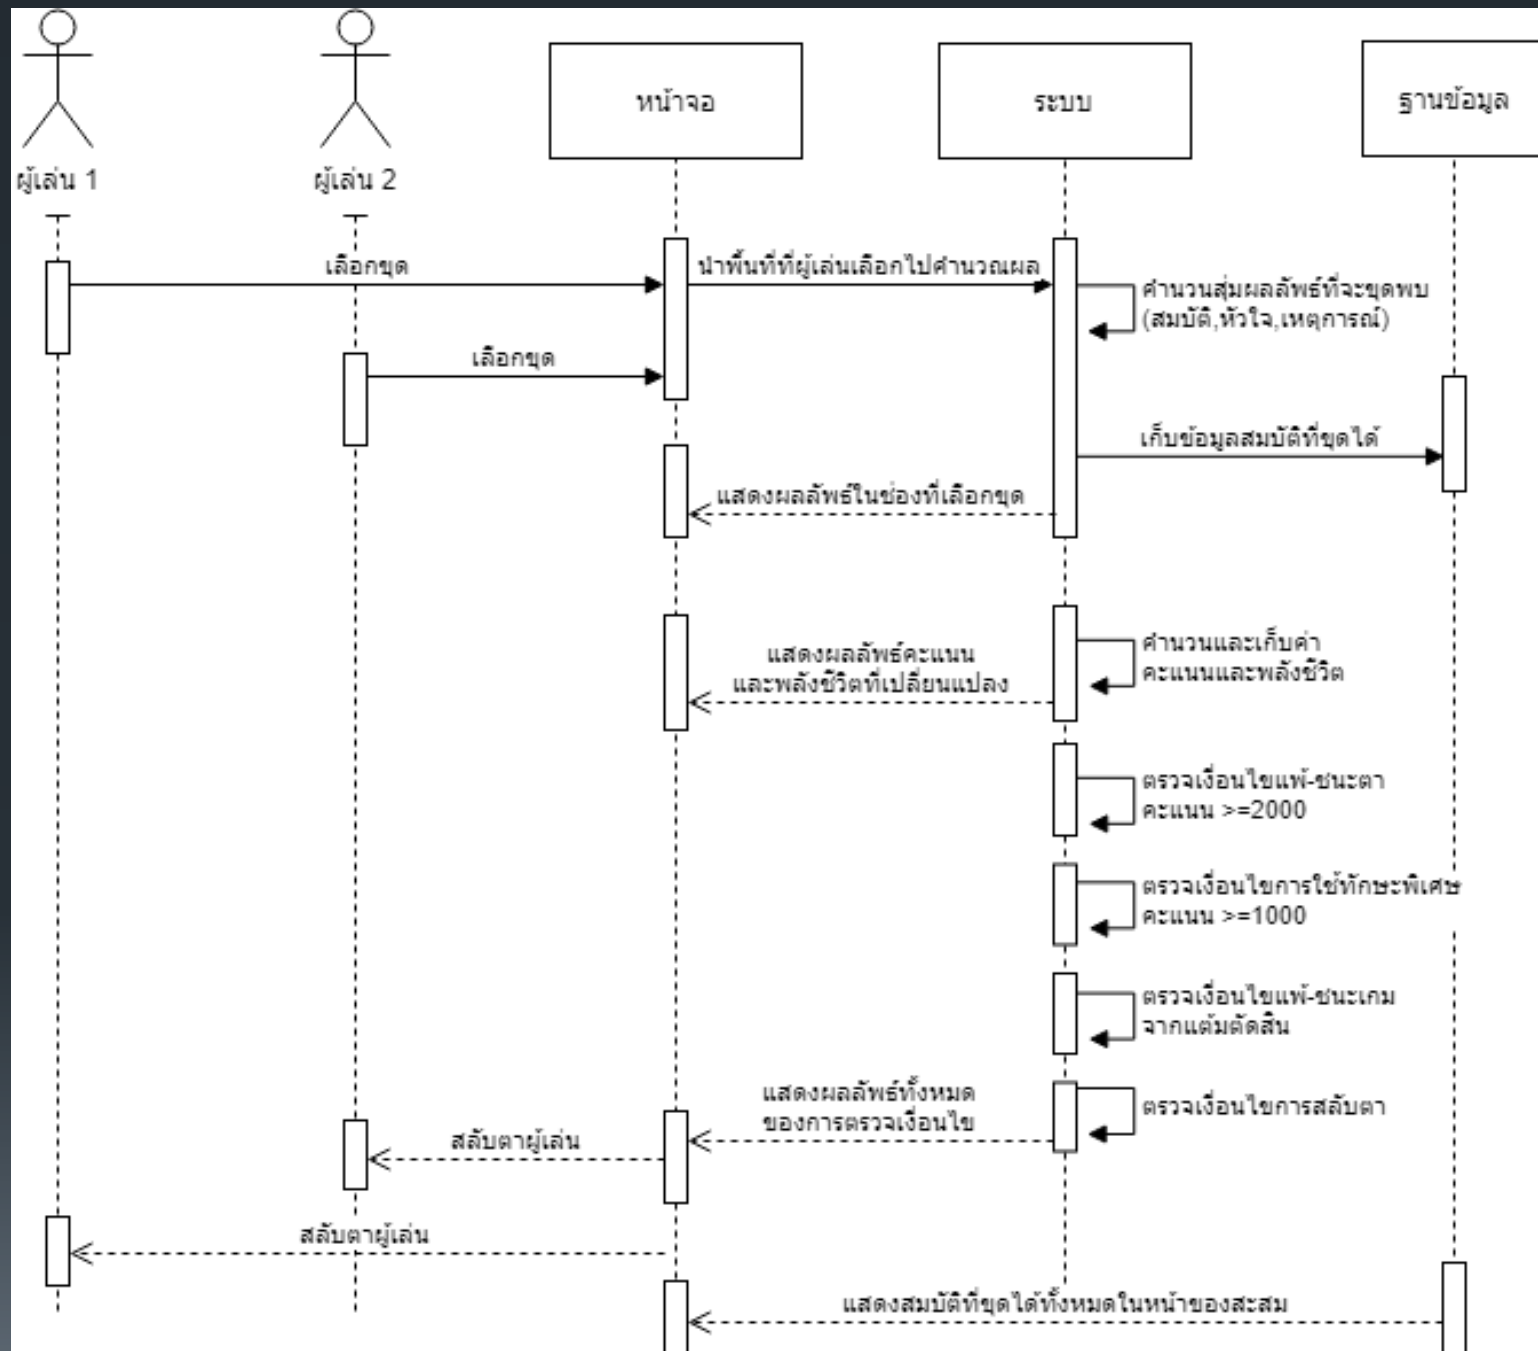 ผู้เล่น 1
ผู้เล่น 2
หน้าจอ
ระบบ
ฐานข้อมูล
เลือกขุด
นำพื้นที่ที่ผู้เล่นเลือกไปคำนวณผล
คำนวนสุ่มผลลัพธ์ที่จะขุดพบ
(สมบัติ,หัวใจ,เหตุการณ์)
เลือกขุด
เก็บข้อมูลสมบัติที่ขุดได้
แสดงผลลัพธ์ในช่องที่เลือกขุด
คำนวนและเก็บค่า
คะแนนและพลังชีวิต
แสดงผลลัพธ์คะแนน
และพลังชีวิตที่เปลี่ยนแปลง
ตรวจเงื่อนไขแพ้-ชนะตา
คะแนน >=2000
ตรวจเงื่อนไขการใช้ทักษะพิเศษ
คะแนน >=1000
ตรวจเงื่อนไขแพ้-ชนะเกม
จากแต้มตัดสิน
แสดงผลลัพธ์ทั้งหมด
ของการตรวจเงื่อนไข
ตรวจเงื่อนไขการสลับตา
สลับตาผู้เล่น
สลับตาผู้เล่น
แสดงสมบัติที่ขุดได้ทั้งหมดในหน้าของสะสม